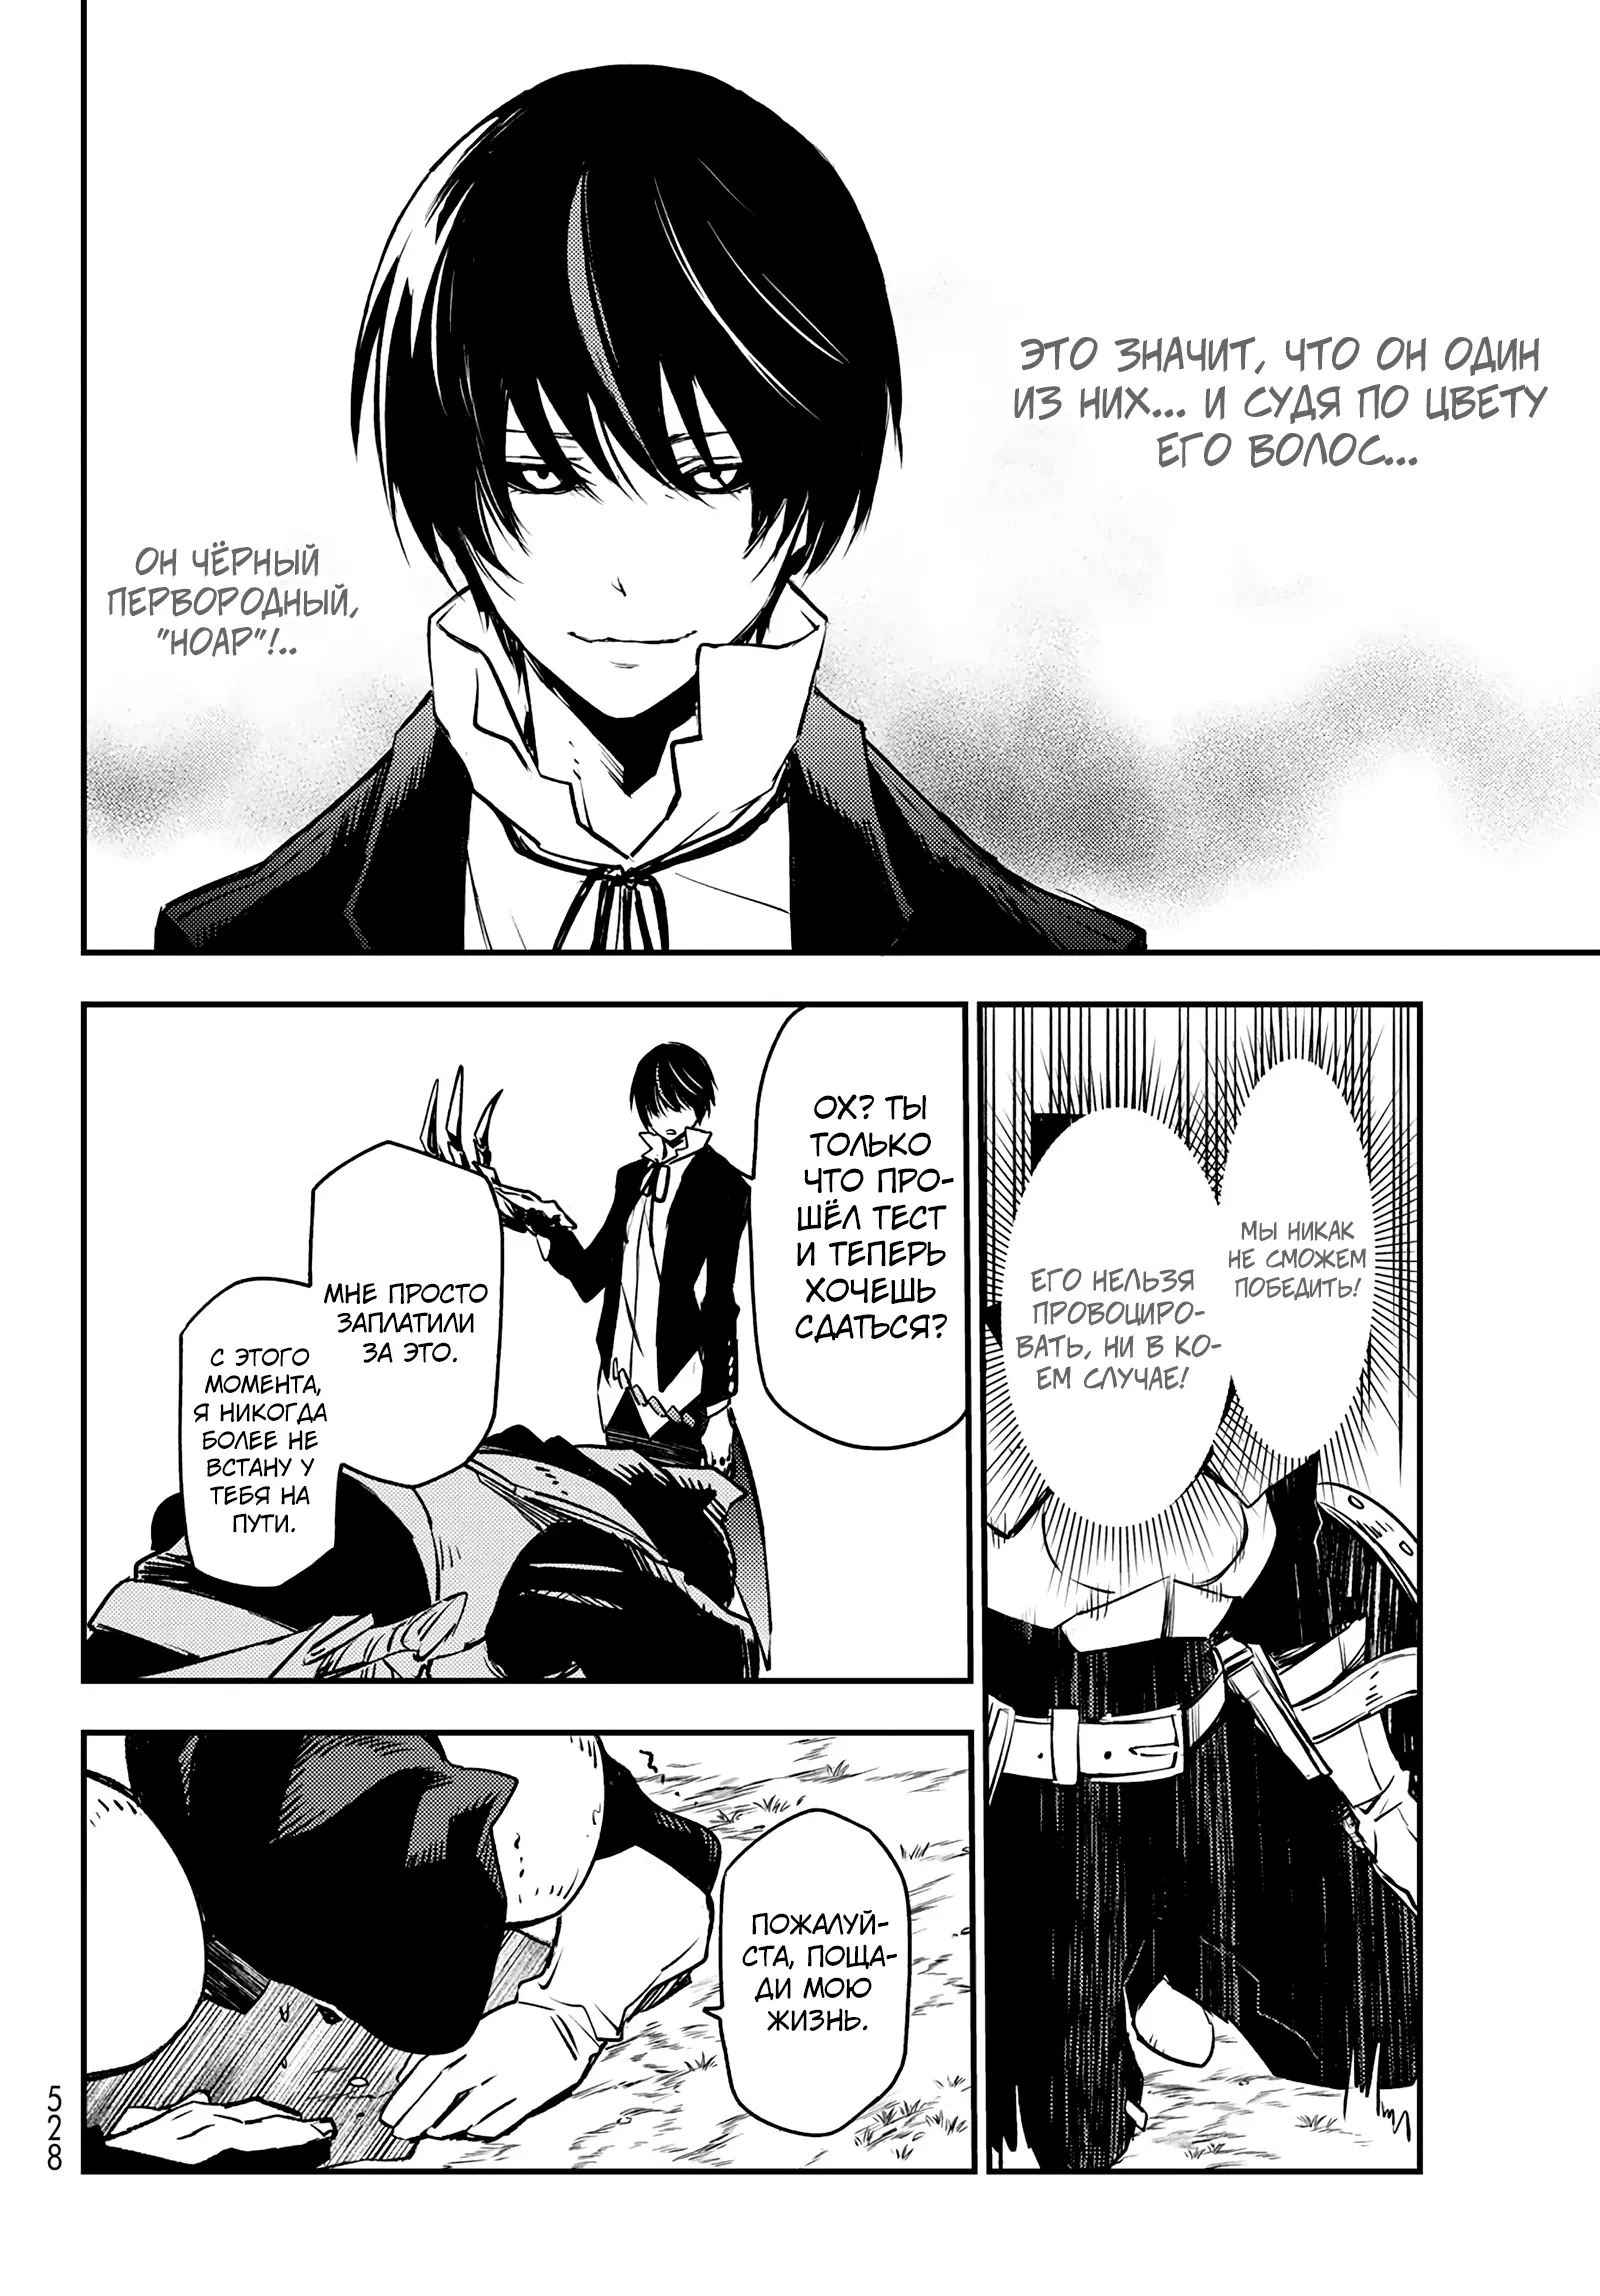 ЭТО ЗНАЧИТ, ЧТО ОН ОДИН
ИЗ НИХ... И СУДЯ ПО ЦВЕТУ
ЕГО ВОЛОС...
ОН ЧЁРНЫЙ
ПЕРВОРОДНЫЙ,
"НОАР"!..
МЫ НИКАК
НЕ СМОЖЕМ
ПОБЕДИТЬ!
ЕГО НЕЛЬЗЯ
ПРОВОЦИРО-
ВАТЬ, НИ В КО-
ЕМ СЛУЧАЕ!
ОХ? ТЫ
ТОЛЬКО
ЧТО ПРО-
ШЁЛ ТЕСТ
И ТЕПЕРЬ
ХОЧЕШЬ
СДАТЬСЯ?
МНЕ ПРОСТО
ЗАПЛАТИЛИ
ЗА ЭТО.
С ЭТОГО
МОМЕНТА,
Я НИКОГДА
БОЛЕЕ НЕ
ВСТАНУ У
ТЕБЯ НА
ПУТИ.
ПОЖАЛУЙ-
СТА, ПОЩА-
ДИ МОЮ
ЖИЗНЬ.
528